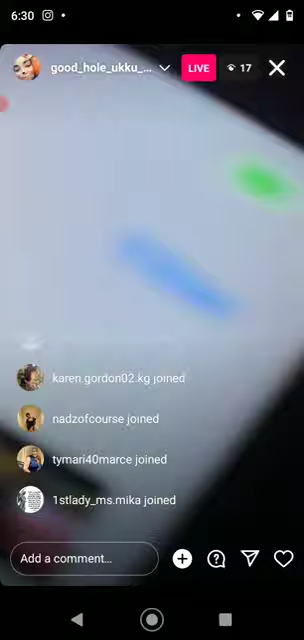 6:30
good_hole_ukku_... LIVE 17
karen.gordon02.kg joined
nadzofcourse joined
tymari40marce joined
1stlady_ms.mika joined
Add a comment...